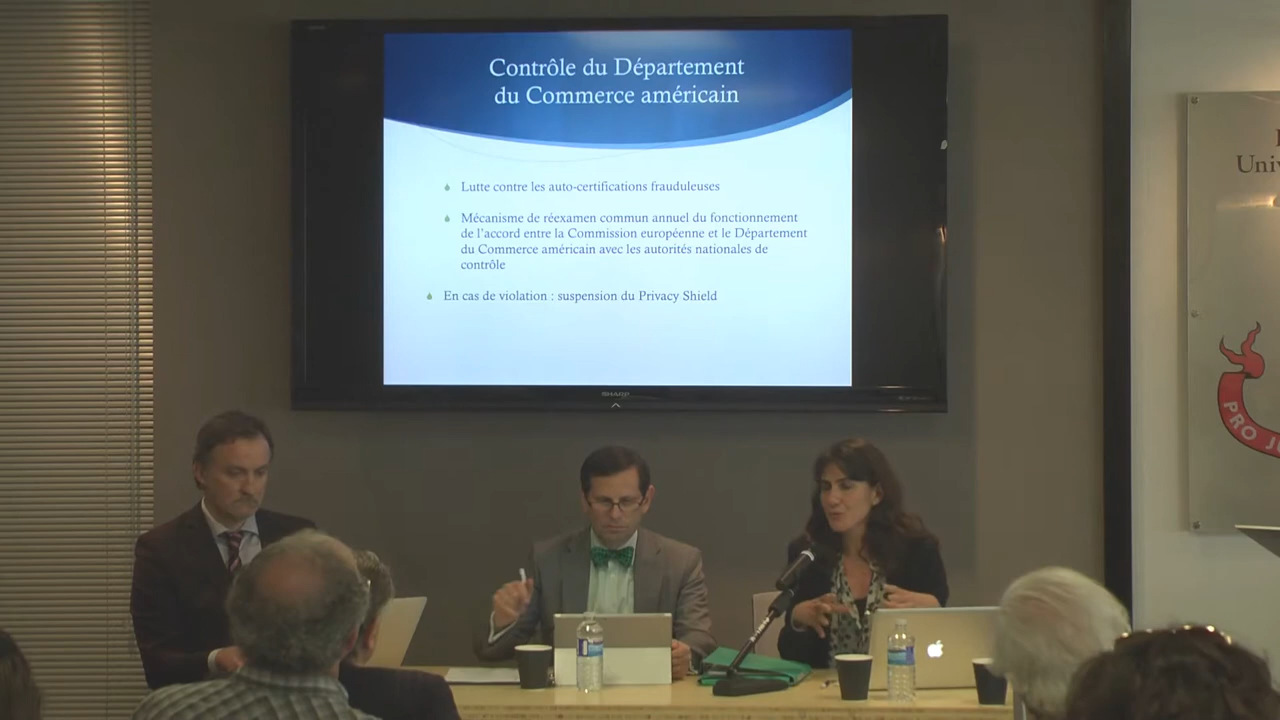 Contrôle du Département
du Commerce américain
Lutte contre les auto-certifications frauduleuses
Mécanisme de réexamen commun annuel du fonctionnement
de l'accord entre la Commission européenne et le Département
du Commerce américain avec les autorités nationales de
contrôle
En cas de violation : suspension du Privacy Shield
SHARP
Univ
PRO J